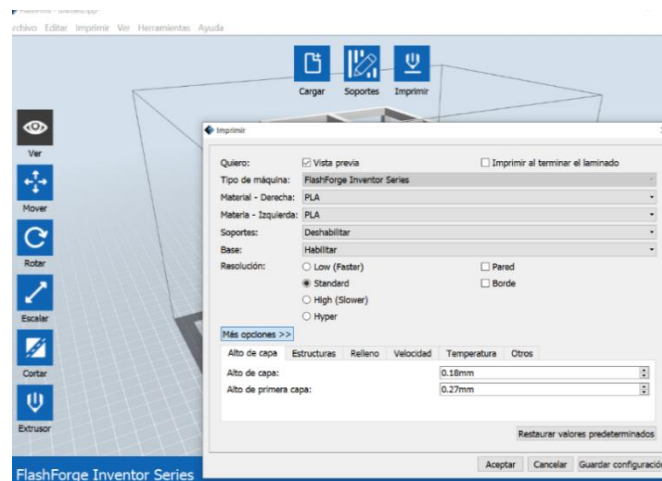 Archivo Editar Imprimir Ver Herramientas Ayuda
Cargar Soportes Imprimir
Ver
Mover
Rotar
Escalar
Cortar
Extrusor
FlashForge Inventor Series
Imprimir
Quiero: Vista previa Imprimir al terminar el laminado
Tipo de máquina: FlashForge Inventor Series
Material - Derecha: PLA
Materia - Izquierda: PLA
Soportes: Deshabilitar
Base: Habilitar
Resolución: Low (Faster) Pared
Standard Borde
High (Slower)
Hyper
Más opciones >>
Alto de capa Estructuras Relleno Velocidad Temperatura Otros
Alto de capa: 0.18mm
Alto de primera capa: 0.27mm
Restaurar valores predeterminados
Aceptar Cancelar Guardar configuración